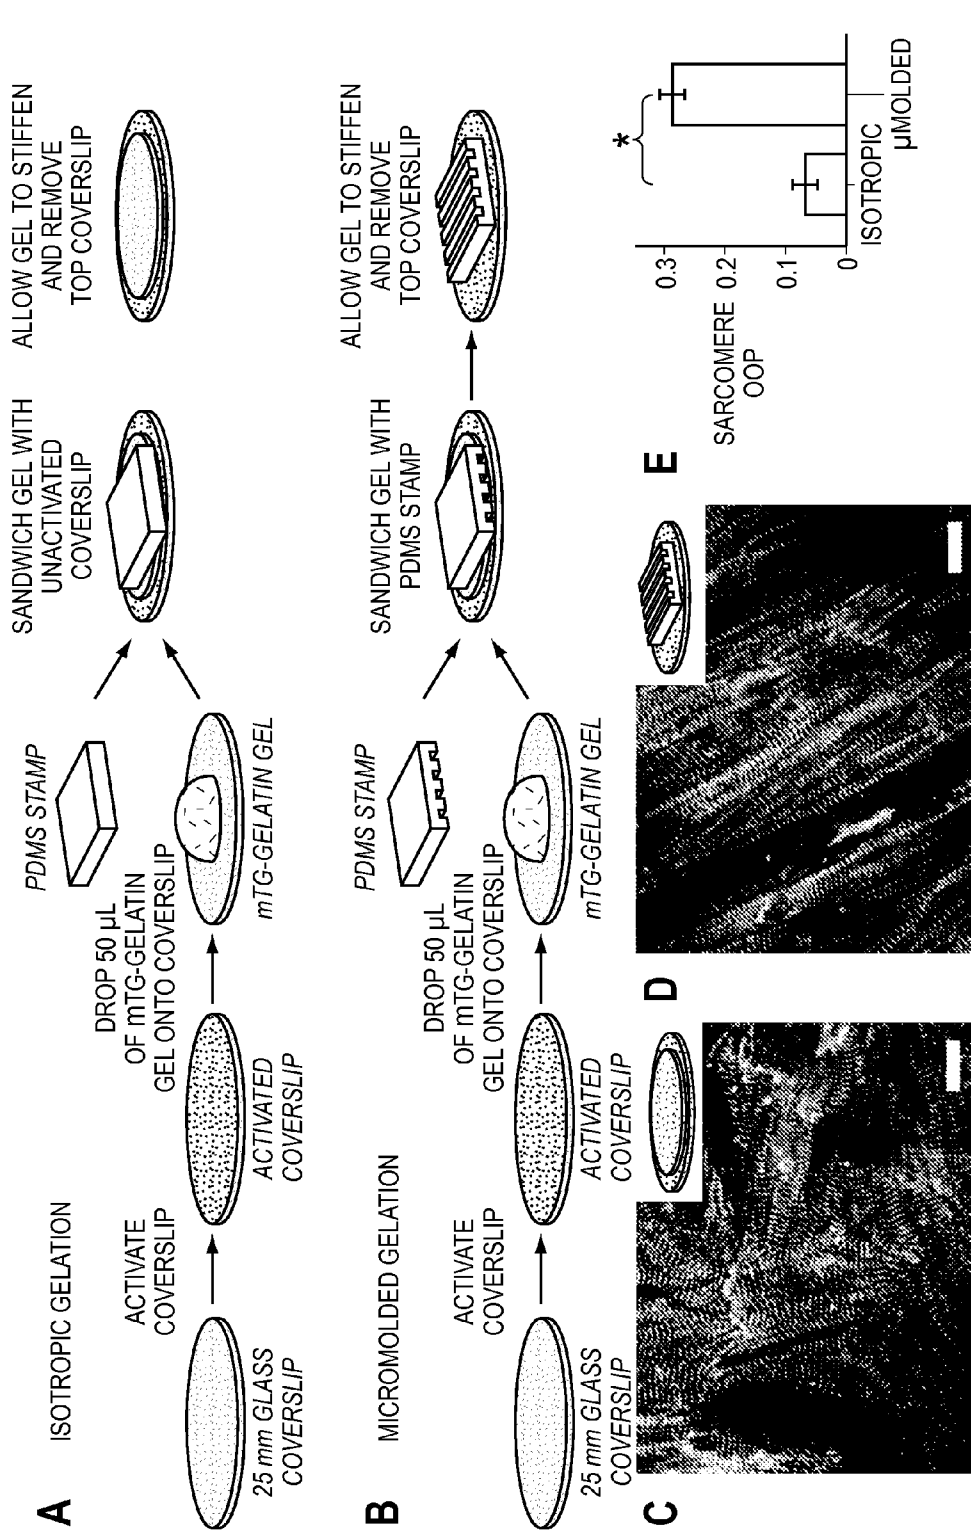 A
ISOTROPIC GELATION
25 mm GLASS
COVERSLIP
ACTIVATE
COVERSLIP
ACTIVATED
COVERSLIP
DROP 50 µL
OF mTG-GELATIN
GEL ONTO COVERSLIP
PDMS STAMP
mTG-GELATIN GEL
SANDWICH GEL WITH
UNACTIVATED
COVERSLIP
ALLOW GEL TO STIFFEN
AND REMOVE
TOP COVERSLIP
B
MICROMOLDED GELATION
25 mm GLASS
COVERSLIP
ACTIVATE
COVERSLIP
ACTIVATED
COVERSLIP
DROP 50 µL
OF mTG-GELATIN
GEL ONTO COVERSLIP
PDMS STAMP
mTG-GELATIN GEL
SANDWICH GEL WITH
PDMS STAMP
ALLOW GEL TO STIFFEN
AND REMOVE
TOP COVERSLIP
C
D
E
SARCOMERE
OOP
0.3
0.2
0.1
0
*
ISOTROPIC
µMOLDED